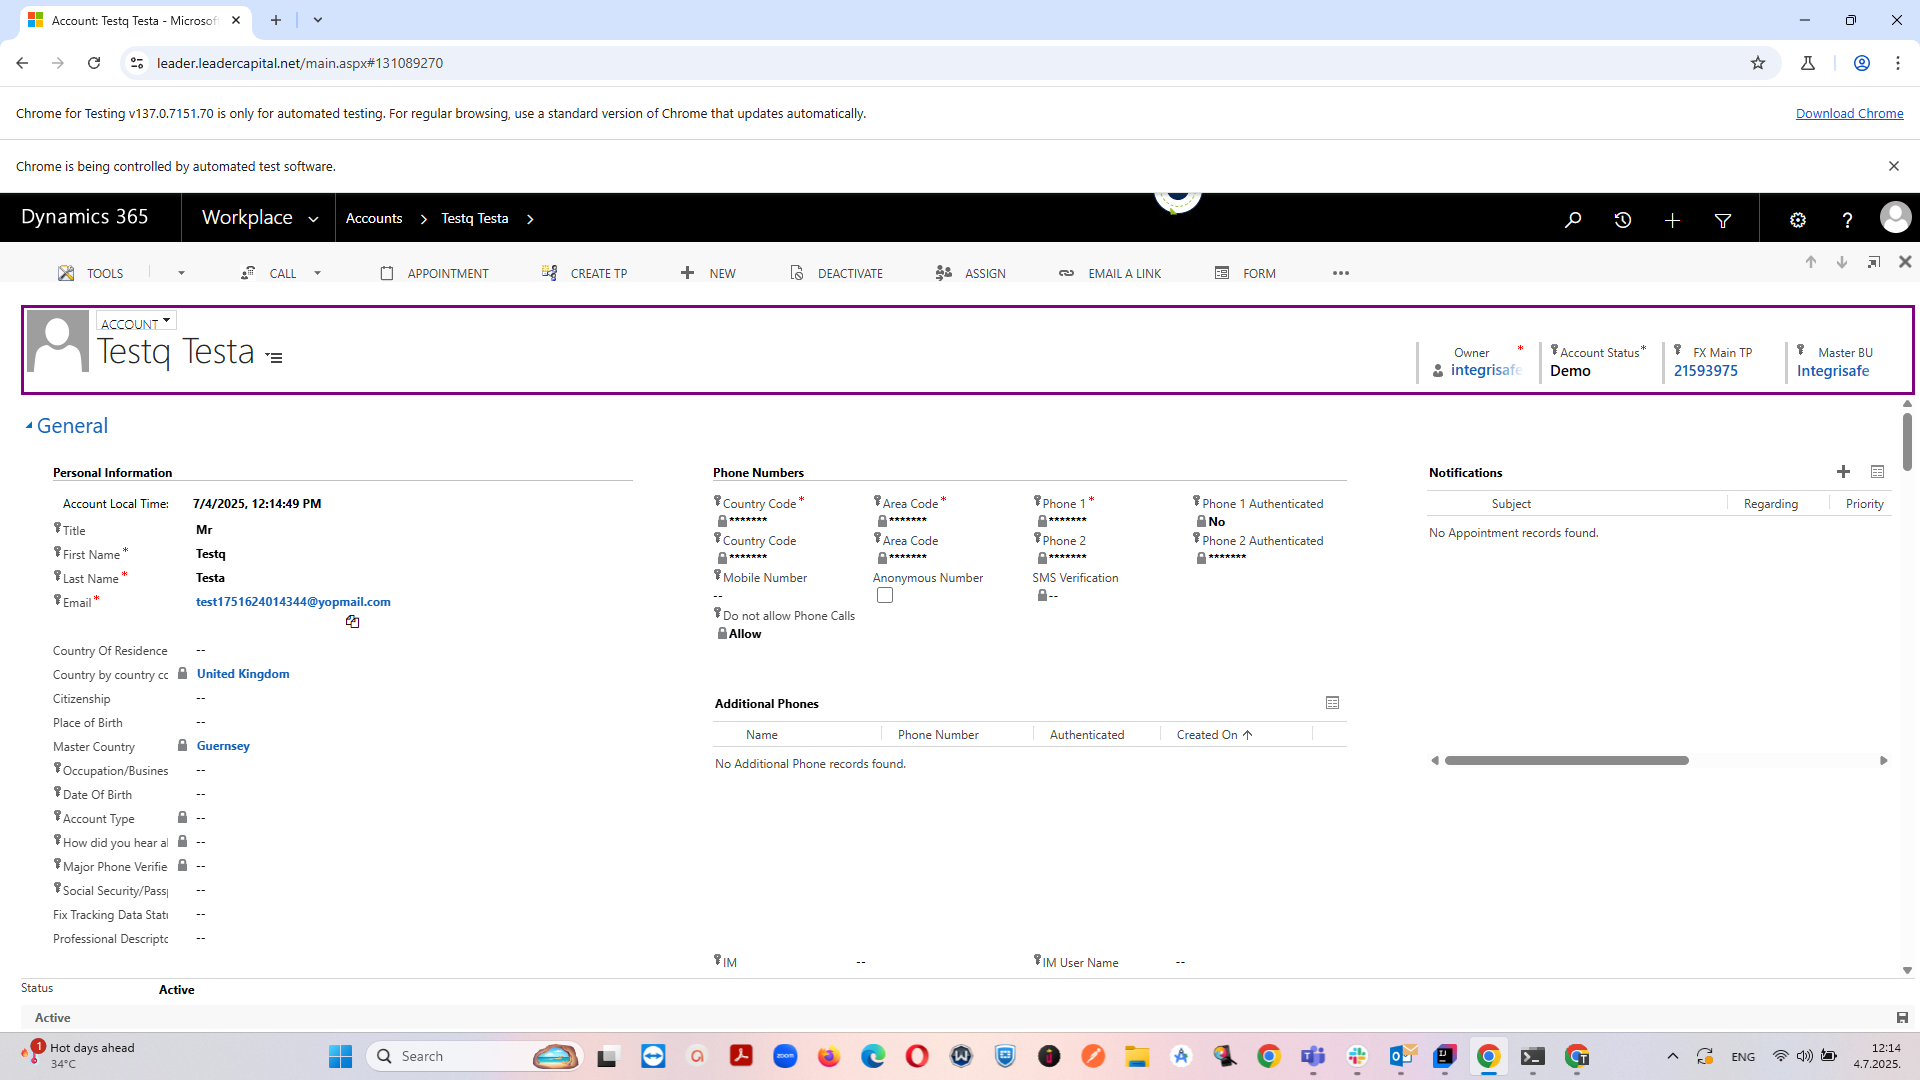 Account: Testq Testa - Microsof
leader.leadercapital.net/main.aspx#131089270
Chrome for Testing v137.0.7151.70 is only for automated testing. For regular browsing, use a standard version of Chrome that updates automatically.
Download Chrome
Chrome is being controlled by automated test software.
Dynamics 365
Workplace
Accounts
Testq Testa
TOOLS
CALL
APPOINTMENT
CREATE TP
NEW
DEACTIVATE
ASSIGN
EMAIL A LINK
FORM
ACCOUNT
Testq Testa
Owner *
integrisafe
Account Status *
Demo
FX Main TP
21593975
Master BU
Integrisafe
General
Personal Information
Account Local Time: 7/4/2025, 12:14:49 PM
Title Mr
First Name * Testq
Last Name * Testa
Email * test1751624014344@yopmail.com
Country Of Residence --
Country by country cc United Kingdom
Citizenship --
Place of Birth --
Master Country Guernsey
Occupation/Busines --
Date Of Birth --
Account Type --
How did you hear a --
Major Phone Verifie --
Social Security/Pass --
Fix Tracking Data Stat --
Professional Descripto --
Phone Numbers
Country Code * Area Code * Phone 1 * Phone 1 Authenticated
******* ******* ******* No
Country Code Area Code Phone 2 Phone 2 Authenticated
******* ******* ******* *******
Mobile Number Anonymous Number SMS Verification
-- --
Do not allow Phone Calls
Allow
Additional Phones
Name Phone Number Authenticated Created On
No Additional Phone records found.
IM -- IM User Name --
Notifications
Subject Regarding Priority
No Appointment records found.
Status Active
Active
1
Hot days ahead
34°C
Search
zoom
ENG
12:14
4.7.2025.